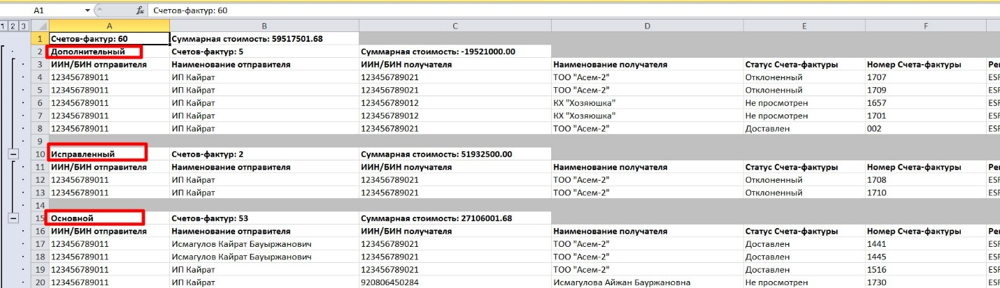 A1 fx Счетов-фактур: 60
1 2 3 A B C D E F
1 Счетов-фактур: 60 Суммарная стоимость: 59517501.68
2 Дополнительный Счетов-фактур: 5 Суммарная стоимость: -19521000.00
3 ИИН/БИН отправителя Наименование отправителя ИИН/БИН получателя Наименование получателя Статус Счета-фактуры Номер Счета-фактуры Рег
4 123456789011 ИП Кайрат 123456789021 ТОО "Асем-2" Отклоненный 1707 ESF
5 123456789011 ИП Кайрат 123456789021 ТОО "Асем-2" Отклоненный 1709 ESF
6 123456789011 ИП Кайрат 123456789012 КХ "Хозяюшка" Не просмотрен 1657 ESF
7 123456789011 ИП Кайрат 123456789012 КХ "Хозяюшка" Не просмотрен 1701 ESF
8 123456789011 ИП Кайрат 123456789021 ТОО "Асем-2" Доставлен 002 ESF
9
10 Исправленный Счетов-фактур: 2 Суммарная стоимость: 51932500.00
11 ИИН/БИН отправителя Наименование отправителя ИИН/БИН получателя Наименование получателя Статус Счета-фактуры Номер Счета-фактуры Рег
12 123456789011 ИП Кайрат 123456789021 ТОО "Асем-2" Отклоненный 1708 ESF
13 123456789011 ИП Кайрат 123456789021 ТОО "Асем-2" Отклоненный 1710 ESF
14
15 Основной Счетов-фактур: 53 Суммарная стоимость: 27106001.68
16 ИИН/БИН отправителя Наименование отправителя ИИН/БИН получателя Наименование получателя Статус Счета-фактуры Номер Счета-фактуры Рег
17 123456789011 Исмагулов Кайрат Бауыржанович 123456789021 ТОО "Асем-2" Доставлен 1441 ESF
18 123456789011 Исмагулов Кайрат Бауыржанович 123456789021 ТОО "Асем-2" Доставлен 1445 ESF
19 123456789011 ИП Кайрат 123456789021 ТОО "Асем-2" Доставлен 1516 ESF
20 123456789011 ИП Кайрат 920806450284 Исмагулова Айжан Бауржановна Не просмотрен 1730 ESF